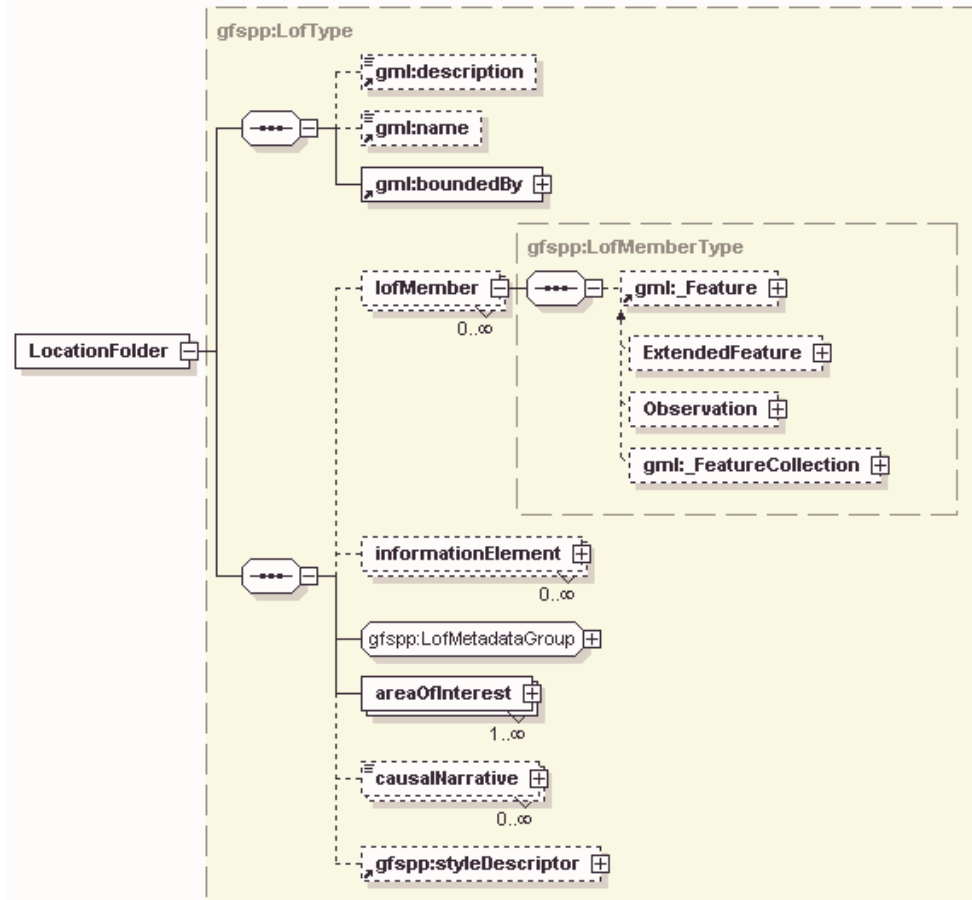 gfspp:LofType
gml:description
gml:name
gml:boundedBy
gfspp:LofMemberType
lofMember
gml:_Feature
0..∞
LocationFolder
ExtendedFeature
Observation
gml:_FeatureCollection
informationElement
0..∞
gfspp:LofMetadataGroup
areaOfInterest
1..∞
causalNarrative
0..∞
gfspp:styleDescriptor